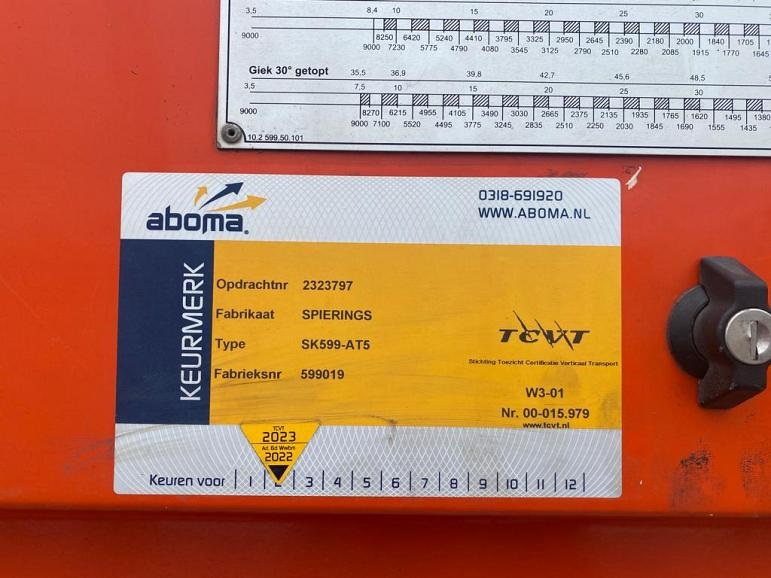 3,5 8,4 10 15 20 25 30
9000 8250 6420 5240 4410 3795 3325 2950 2645 2390 2180 2000 1840 1705
9000 7230 5775 4790 4080 3545 3125 2790 2510 2280 2085 1915 1770 1645
Giek 30° getopt 35,5 36,9 39,8 42,7 45,6 48,5
3,5 7,5 10 15 20 25 30
9000 8270 6215 4955 4105 3490 3030 2665 2375 2135 1935 1765 1620 1495 1380
9000 7100 5520 4495 3775 3245 2835 2510 2250 2030 1845 1690 1555 1435
10.2 599.50.101
aboma.
0318-691920
WWW.ABOMA.NL
KEURMERK
Opdrachtnr 2323797
Fabrikaat SPIERINGS
Type SK599-AT5
Fabrieksnr 599019
TCVT
Stichting Toezicht Certificatie Verticaal Transport
W3-01
Nr. 00-015.979
www.tcvt.nl
TCVT
2023
2022
Keuren voor 1 2 3 4 5 6 7 8 9 10 11 12